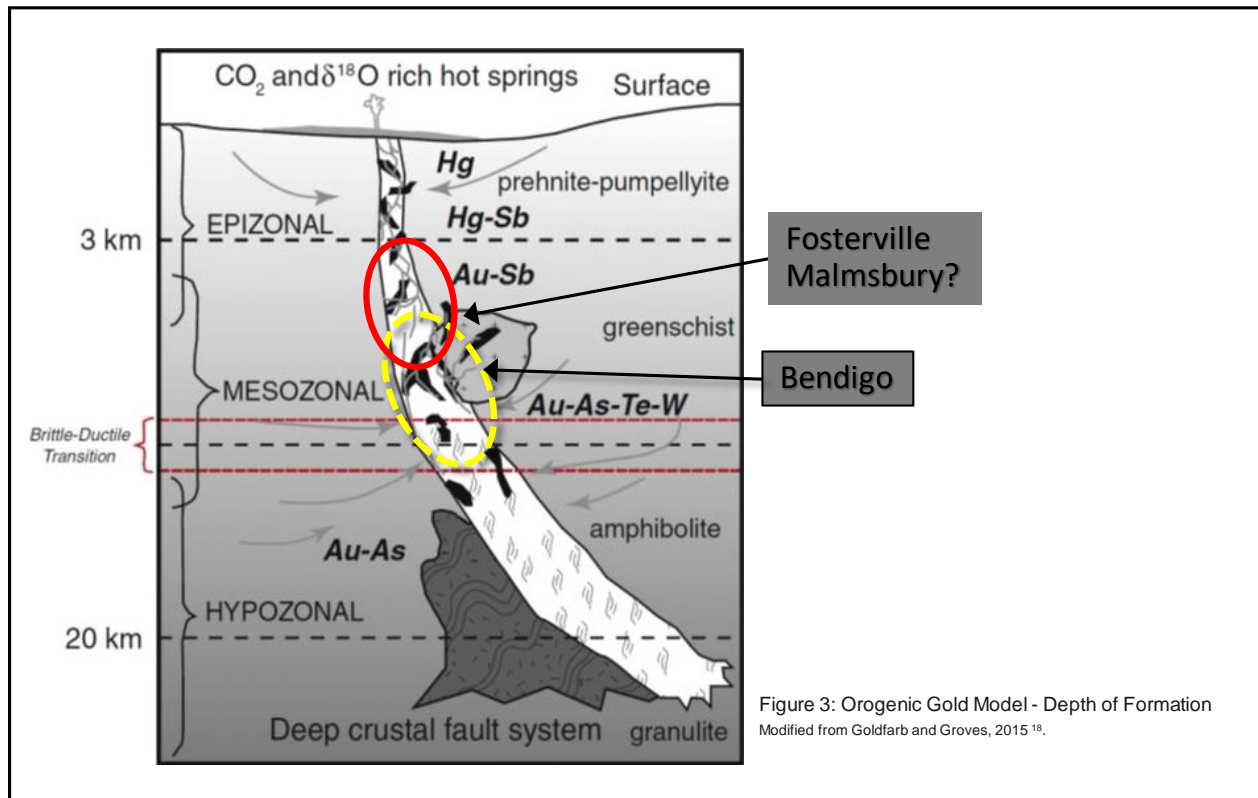 CO₂ and δ¹⁸O rich hot springs
Surface
Hg
prehnite-pumpellyite
EPIZONAL
Hg-Sb
3 km
Fosterville
Malmsbury?
Au-Sb
greenschist
Bendigo
MESOZONAL
Au-As-Te-W
Brittle-Ductile
Transition
amphibolite
Au-As
HYPOZONAL
20 km
Deep crustal fault system
granulite
Figure 3: Orogenic Gold Model - Depth of Formation
Modified from Goldfarb and Groves, 2015 ¹⁸.